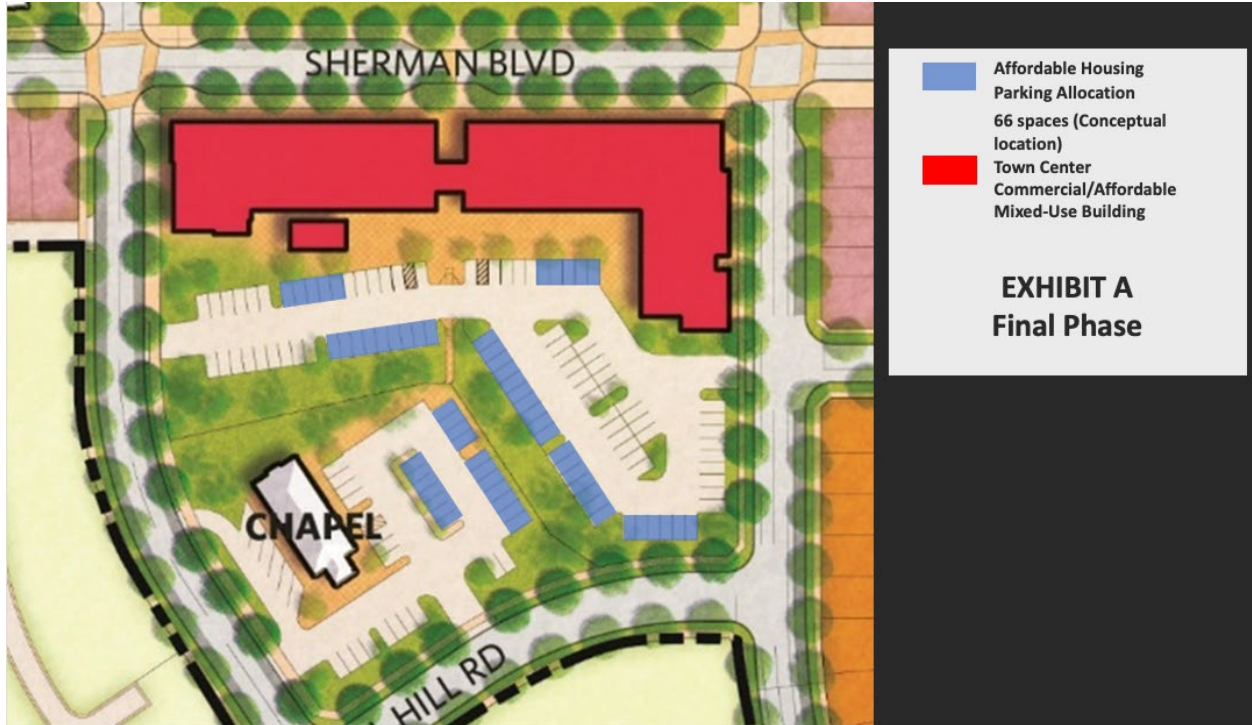 SHERMAN BLVD
CHAPEL
HILL RD
Affordable Housing
Parking Allocation
66 spaces (Conceptual
location)
Town Center
Commercial/Affordable
Mixed-Use Building
EXHIBIT A
Final Phase